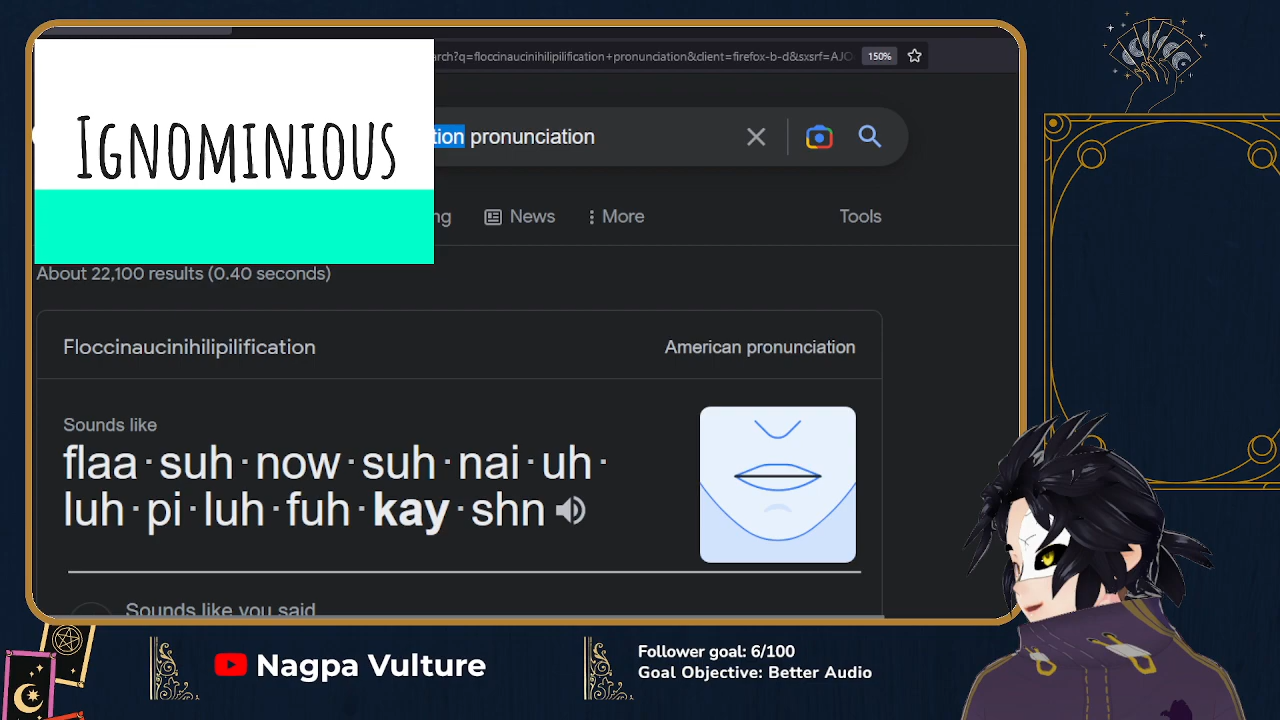 Ignominious
arch?q=floccinaucinihilipilification+pronunciation&client=firefox-b-d&sxsrf=AJO
150%
tion pronunciation
ng
News
More
Tools
About 22,100 results (0.40 seconds)
Floccinaucinihilipilification
American pronunciation
Sounds like
flaa·suh·now·suh·nai·uh·
luh·pi·luh·fuh·kay·shn
Sounds like you said
Nagpa Vulture
Follower goal: 6/100
Goal Objective: Better Audio